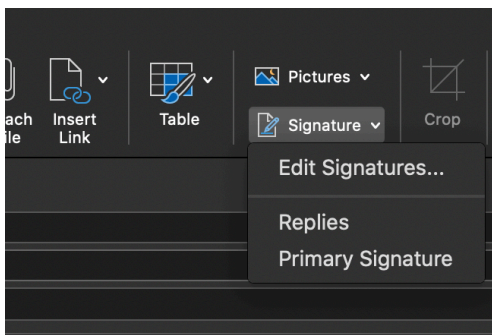 Pictures
ach
ile
Insert
Link
Table
Signature
Crop
Edit Signatures...
Replies
Primary Signature